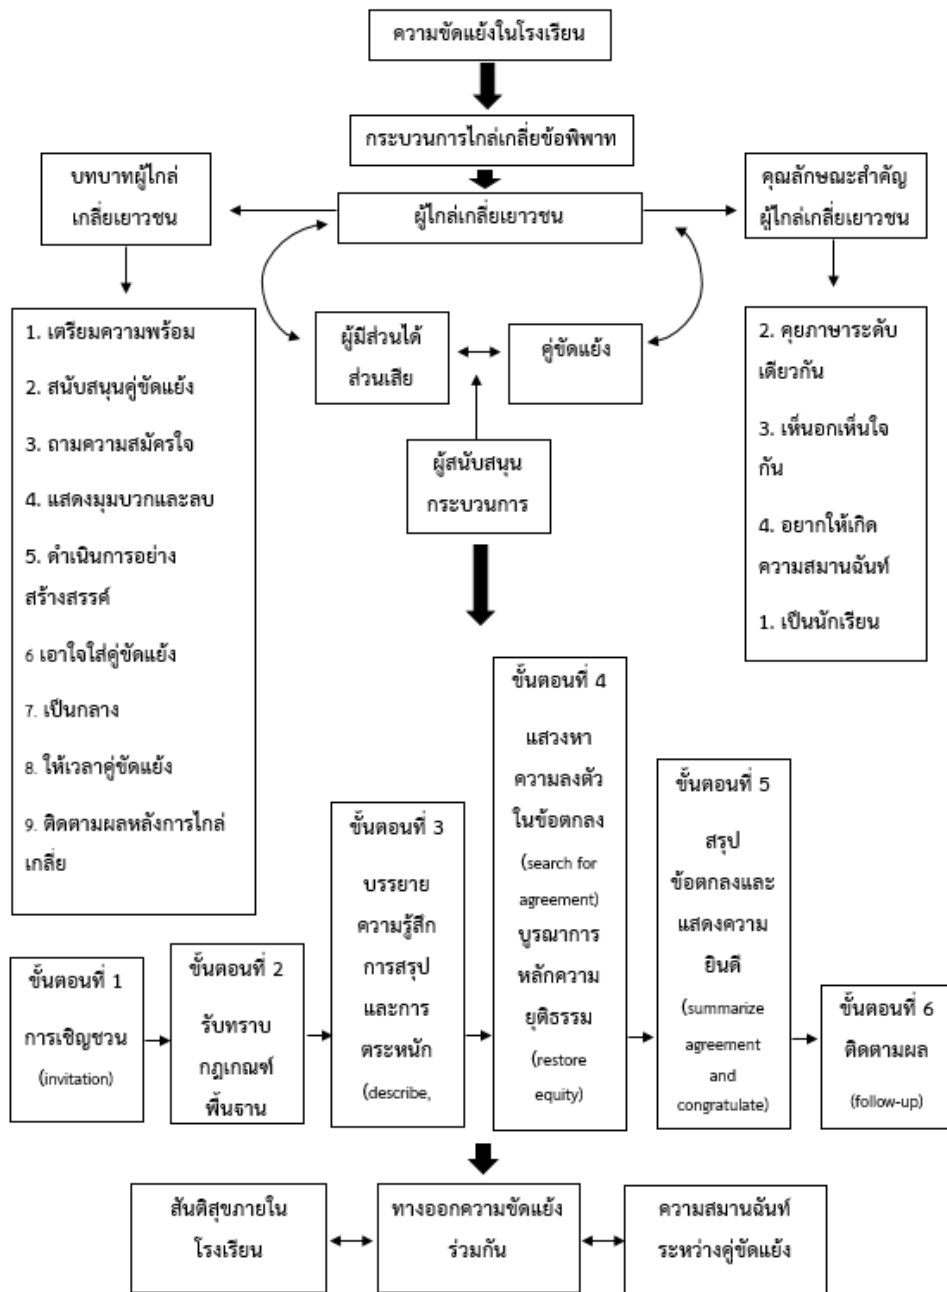 ความขัดแย้งในโรงเรียน
กระบวนการไกล่เกลี่ยข้อพิพาท
บทบาทผู้ไกล่
เกลี่ยเยาวชน
ผู้ไกล่เกลี่ยเยาวชน
คุณลักษณะสำคัญ
ผู้ไกล่เกลี่ยเยาวชน
1. เตรียมความพร้อม
2. สนับสนุนคู่ขัดแย้ง
3. ถามความสมัครใจ
4. แสดงมุมบวกและลบ
5. ดำเนินการอย่าง
สร้างสรรค์
6 เอาใจใส่คู่ขัดแย้ง
7. เป็นกลาง
8. ให้เวลาคู่ขัดแย้ง
9. ติดตามผลหลังการไกล่
เกลี่ย
ผู้มีส่วนได้
ส่วนเสีย
คู่ขัดแย้ง
ผู้สนับสนุน
กระบวนการ
2. คุยภาษาระดับ
เดียวกัน
3. เห็นอกเห็นใจ
กัน
4. อยากให้เกิด
ความสมานฉันท์
1. เป็นนักเรียน
ขั้นตอนที่ 1
การเชิญชวน
(invitation)
ขั้นตอนที่ 2
รับทราบ
กฎเกณฑ์
พื้นฐาน
ขั้นตอนที่ 3
บรรยาย
ความรู้สึก
การสรุป
และการ
ตระหนัก
(describe,
ขั้นตอนที่ 4
แสวงหา
ความลงตัว
ในข้อตกลง
(search for
agreement)
บูรณาการ
หลักความ
ยุติธรรม
(restore
equity)
ขั้นตอนที่ 5
สรุป
ข้อตกลงและ
แสดงความ
ยินดี
(summarize
agreement
and
congratulate)
ขั้นตอนที่ 6
ติดตามผล
(follow-up)
สันติสุขภายใน
โรงเรียน
ทางออกความขัดแย้ง
ร่วมกัน
ความสมานฉันท์
ระหว่างคู่ขัดแย้ง